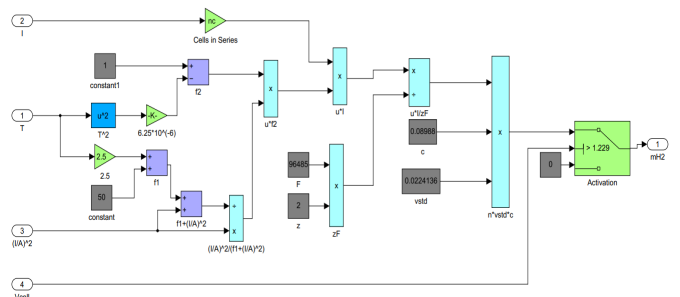 2
I
nc
Cells in Series
1
constant1
+
−
f2
x
÷
u*f2
x
u*I
x
÷
u*I/zF
x
x
x
n*vstd*c
1
T
u^2
T^2
-K-
6.25*10^(-6)
2.5
2.5
+
+
f1
50
constant
+
+
f1+(I/A)^2
÷
x
(I/A)^2/(f1+(I/A)^2)
3
(I/A)^2
96485
F
2
z
x
zF
0.08988
c
0.0224136
vstd
0
> 1.229
Activation
1
mH2
4
Vcell